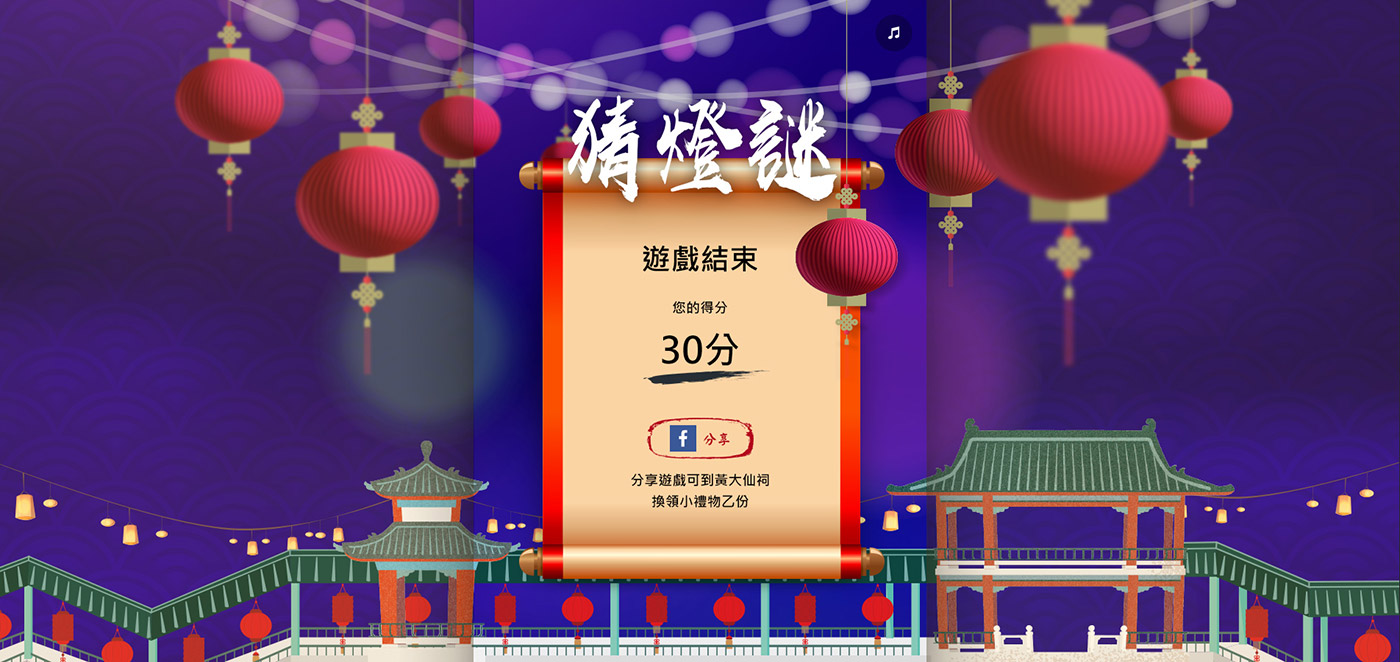 猜燈謎
遊戲結束
您的得分
30分
f 分享
分享遊戲可到黃大仙祠
換領小禮物乙份